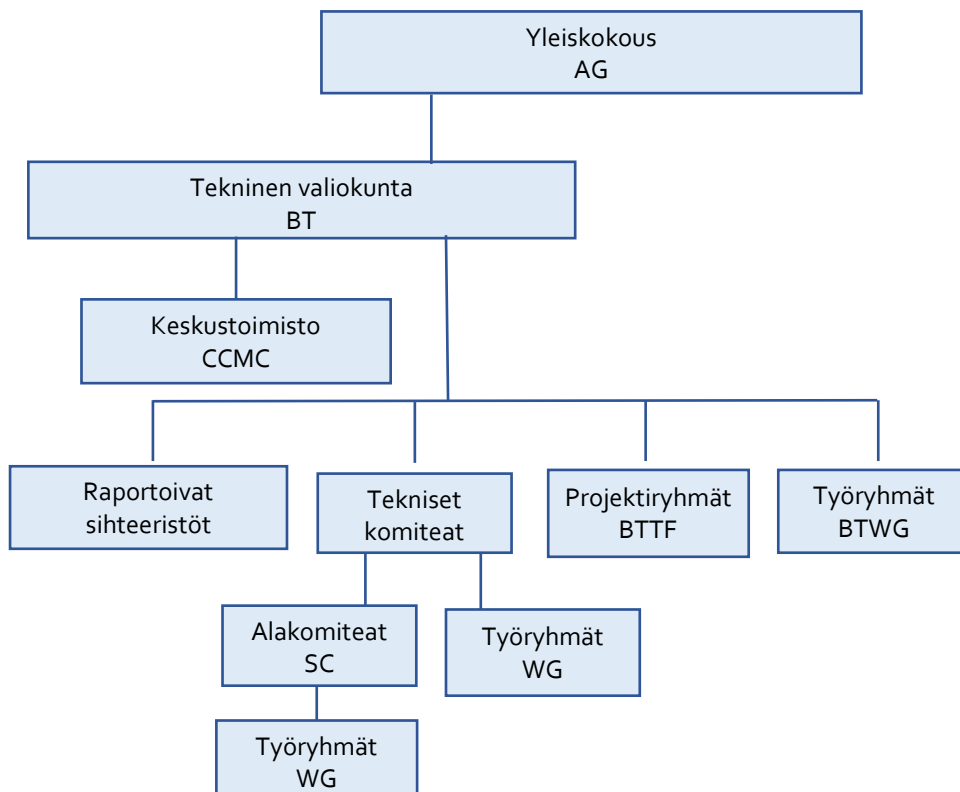 Yleiskokous
AG
Tekninen valiokunta
BT
Keskustoimisto
CCMC
Raportoivat
sihteeristöt
Tekniset
komiteat
Projektiryhmät
BTTF
Työryhmät
BTWG
Alakomiteat
SC
Työryhmät
WG
Työryhmät
WG